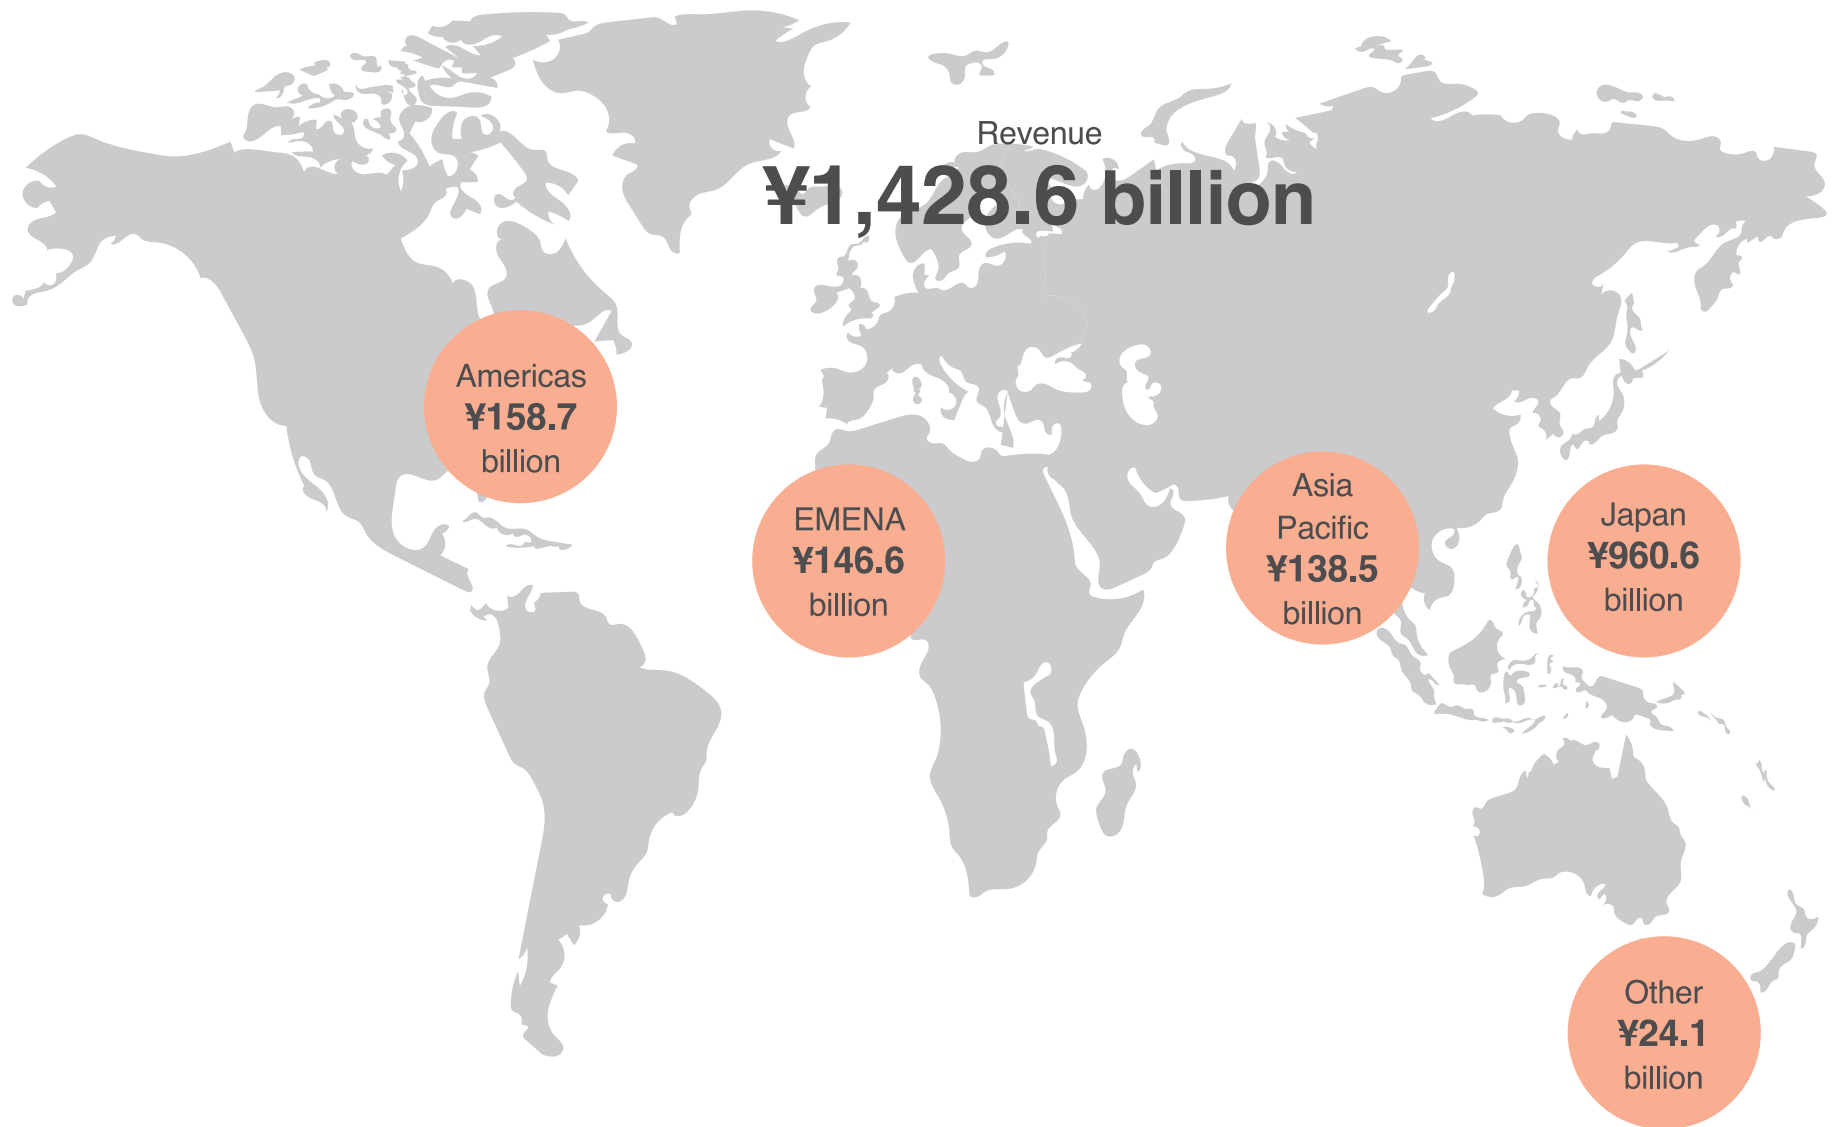 Revenue
¥1,428.6 billion
Americas
¥158.7
billion
EMENA
¥146.6
billion
Asia
Pacific
¥138.5
billion
Japan
¥960.6
billion
Other
¥24.1
billion